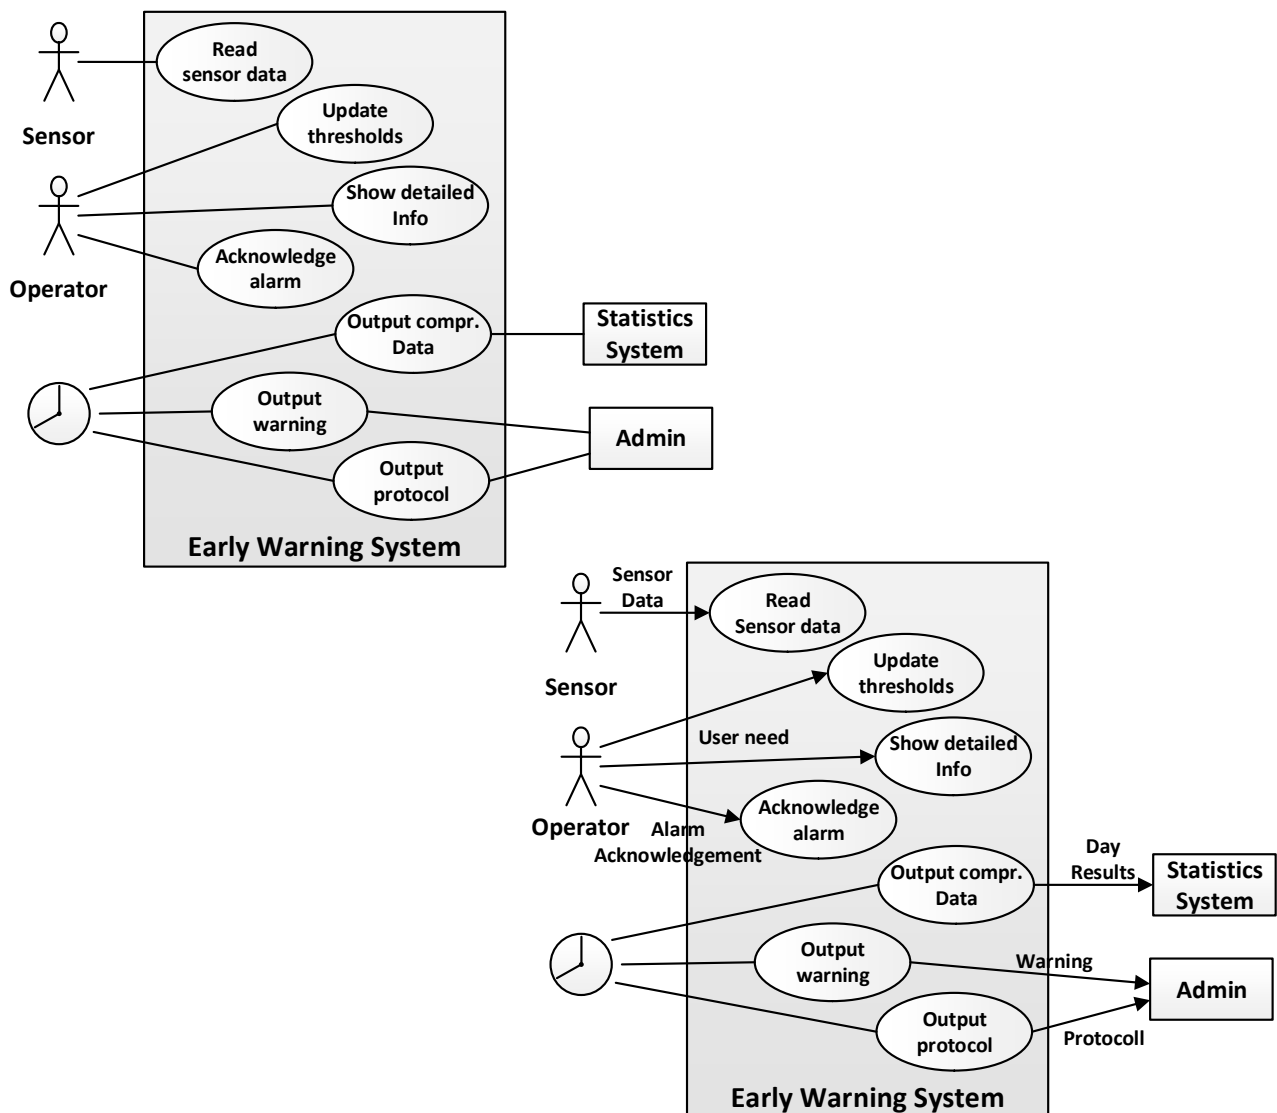 Read
sensor data
Sensor
Update
thresholds
Show detailed
Info
Operator
Acknowledge
alarm
Output compr.
Data
Statistics
System
Output
warning
Admin
Output
protocol
Early Warning System
Sensor
Data
Read
Sensor data
Sensor
Update
thresholds
User need
Show detailed
Info
Operator
Alarm
Acknowledgement
Acknowledge
alarm
Output compr.
Data
Day
Results
Statistics
System
Output
warning
Warning
Admin
Output
protocol
Protocoll
Early Warning System